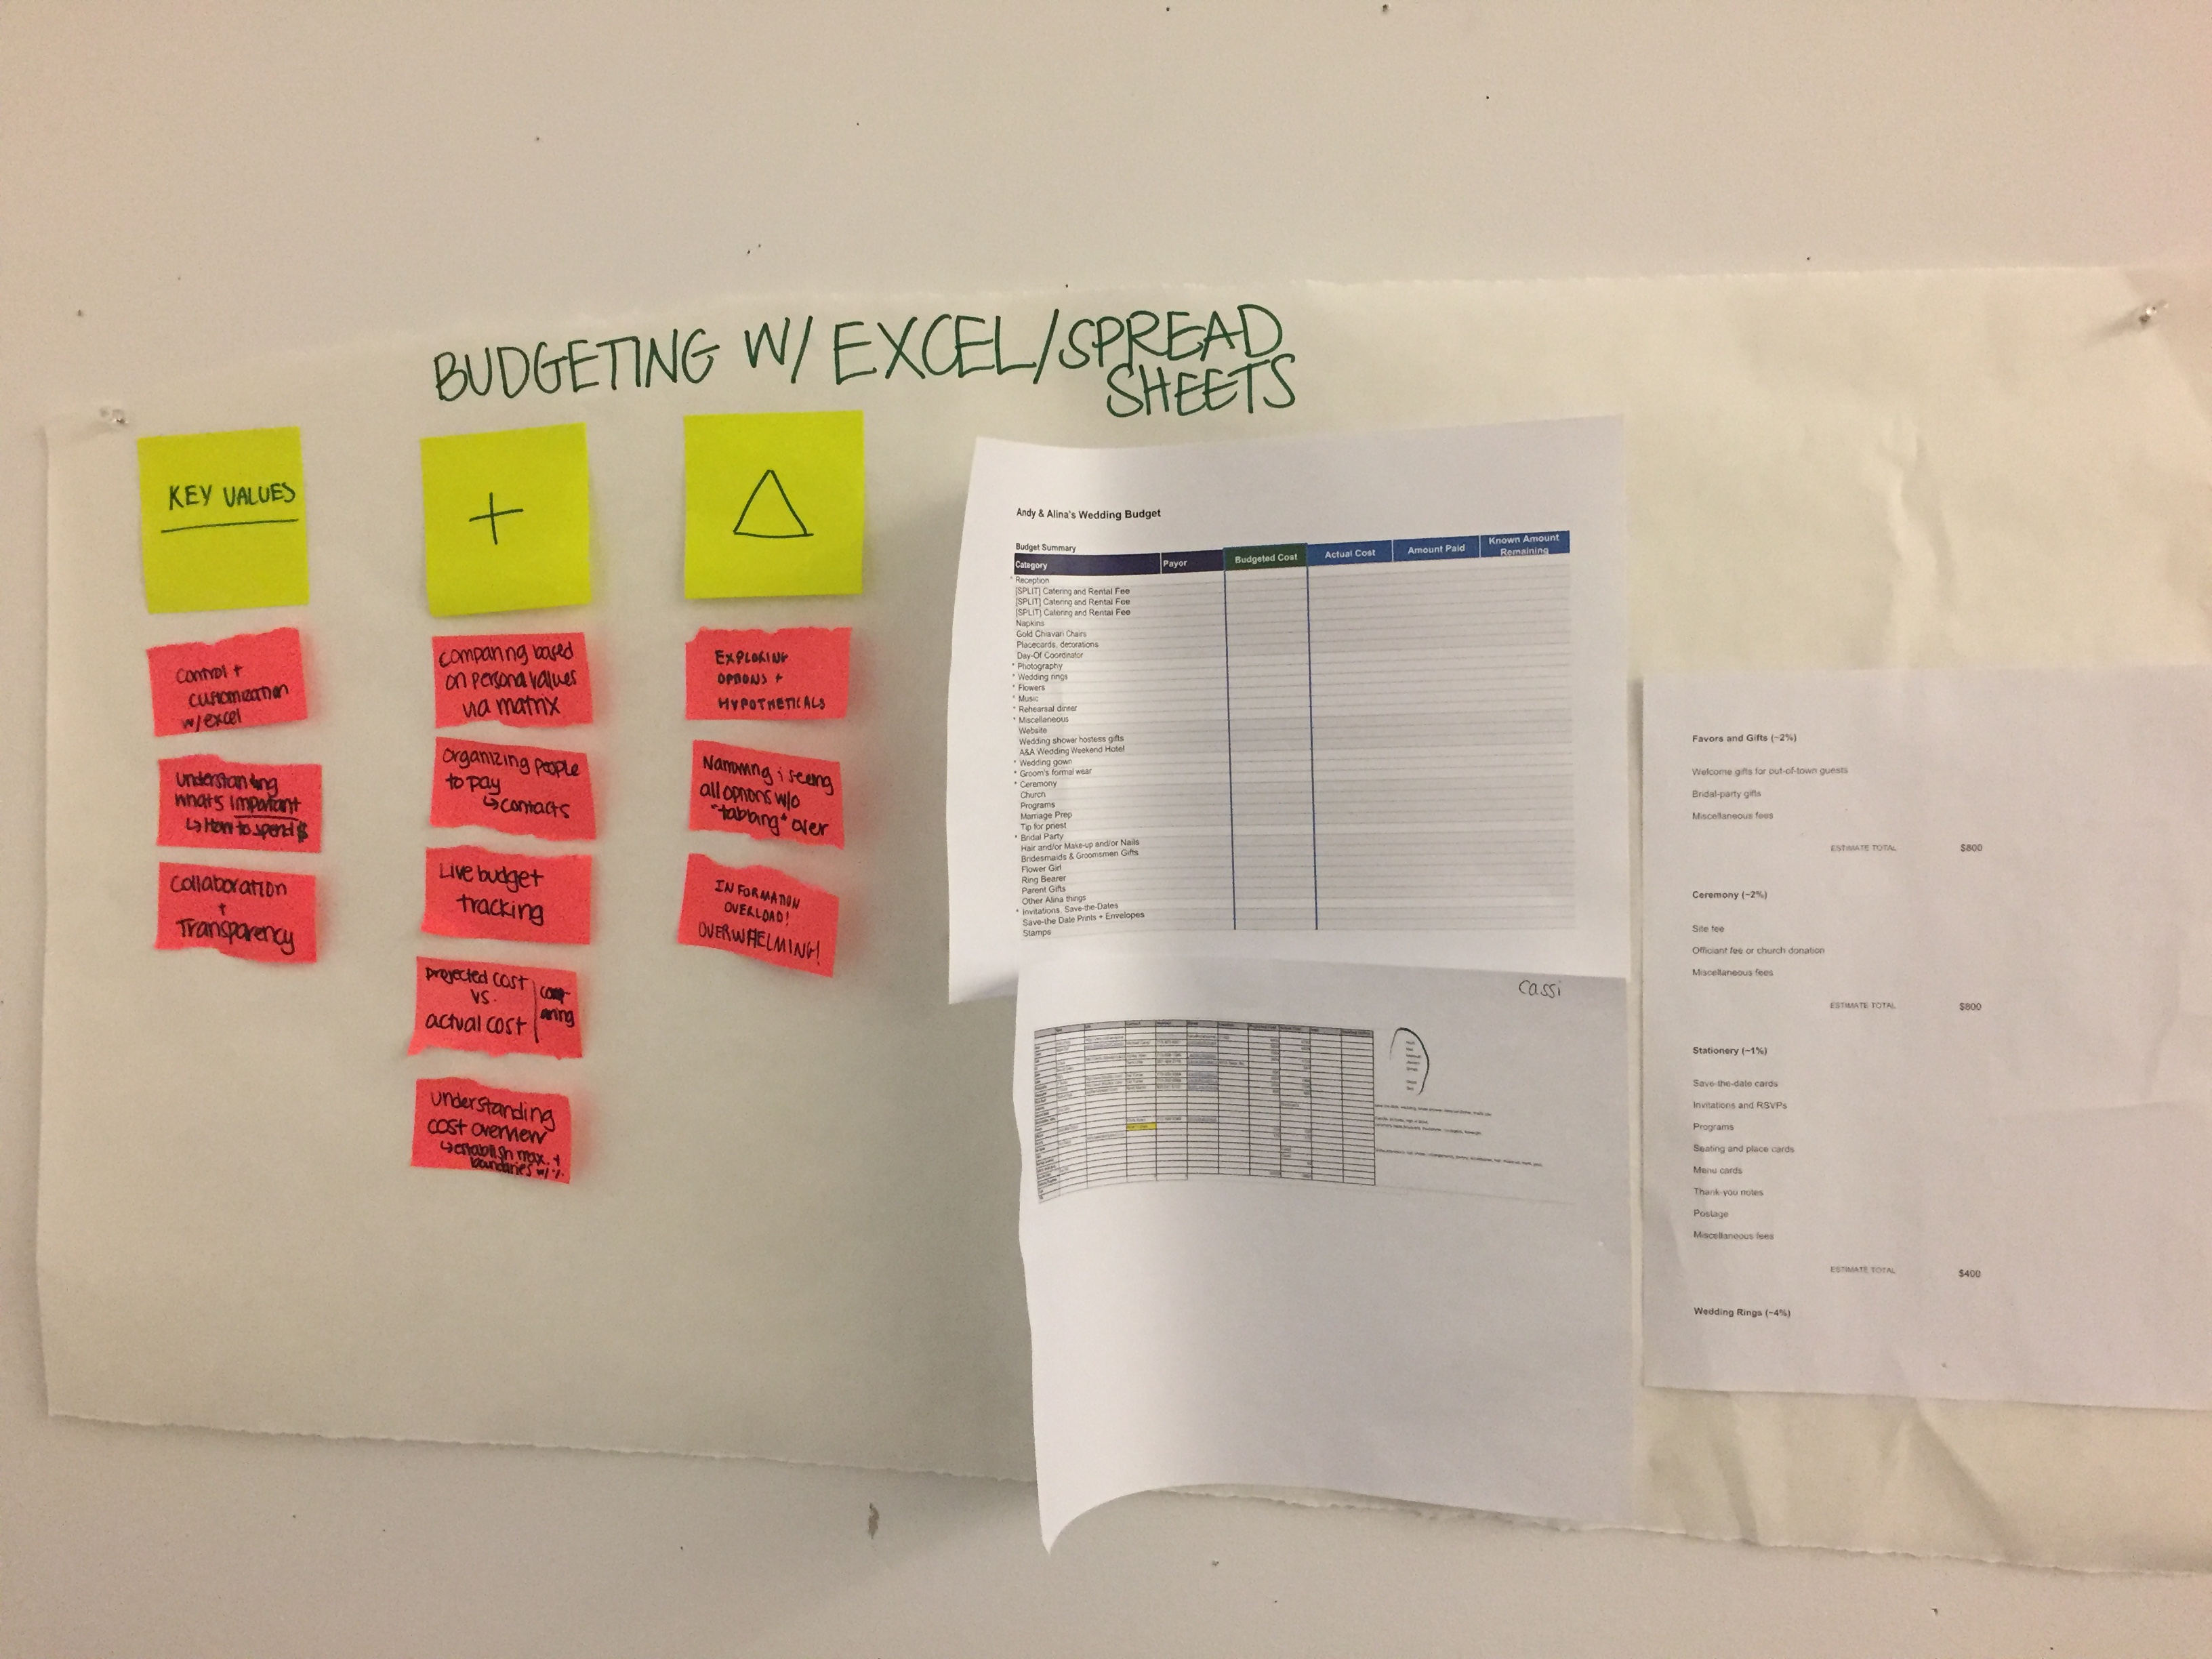 BUDGETING W/ EXCEL/SPREAD
SHEETS
KEY VALUES
Control +
customization
w/excel
Understanding
what's important
↳ How to spend $
Collaboration
+
Transparency
+
Comparing based
on personal values
via matrix
Organizing people
to pay
↳ contacts
Live budget
tracking
projected cost
vs.
actual cost
understanding
cost overview
↳ establish max. +
boundaries w/ %
△
EXPLORING
OPTIONS +
HYPOTHETICALS
Narrowing & seeing
all options w/o
"tabbing" over
INFORMATION
OVERLOAD!
OVERWHELMING!
Andy & Alina's Wedding Budget
Budget Summary
Category Payor Budgeted Cost Actual Cost Amount Paid Known Amount Remaining
* Reception
[SPLIT] Catering and Rental Fee
[SPLIT] Catering and Rental Fee
[SPLIT] Catering and Rental Fee
Napkins
Gold Chiavari Chairs
Placecards, decorations
Day-Of Coordinator
* Photography
* Wedding rings
* Flowers
* Music
* Rehearsal dinner
* Miscellaneous
Website
Wedding shower hostess gifts
A&A Wedding Weekend Hotel
* Wedding gown
* Groom's formal wear
* Ceremony
Church
Programs
Marriage Prep
Tip for priest
* Bridal Party
Hair and/or Make-up and/or Nails
Bridesmaids & Groomsmen Gifts
Flower Girl
Ring Bearer
Parent Gifts
Other Alina things
* Invitations, Save-the-Dates
Save-the Date Prints + Envelopes
Stamps
Cassi
Favors and Gifts (~2%)
Welcome gifts for out-of-town guests
Bridal-party gifts
Miscellaneous fees
ESTIMATE TOTAL $800
Ceremony (~2%)
Site fee
Officiant fee or church donation
Miscellaneous fees
ESTIMATE TOTAL $800
Stationery (~1%)
Save-the-date cards
Invitations and RSVPs
Programs
Seating and place cards
Menu cards
Thank-you notes
Postage
Miscellaneous fees
ESTIMATE TOTAL $400
Wedding Rings (~4%)